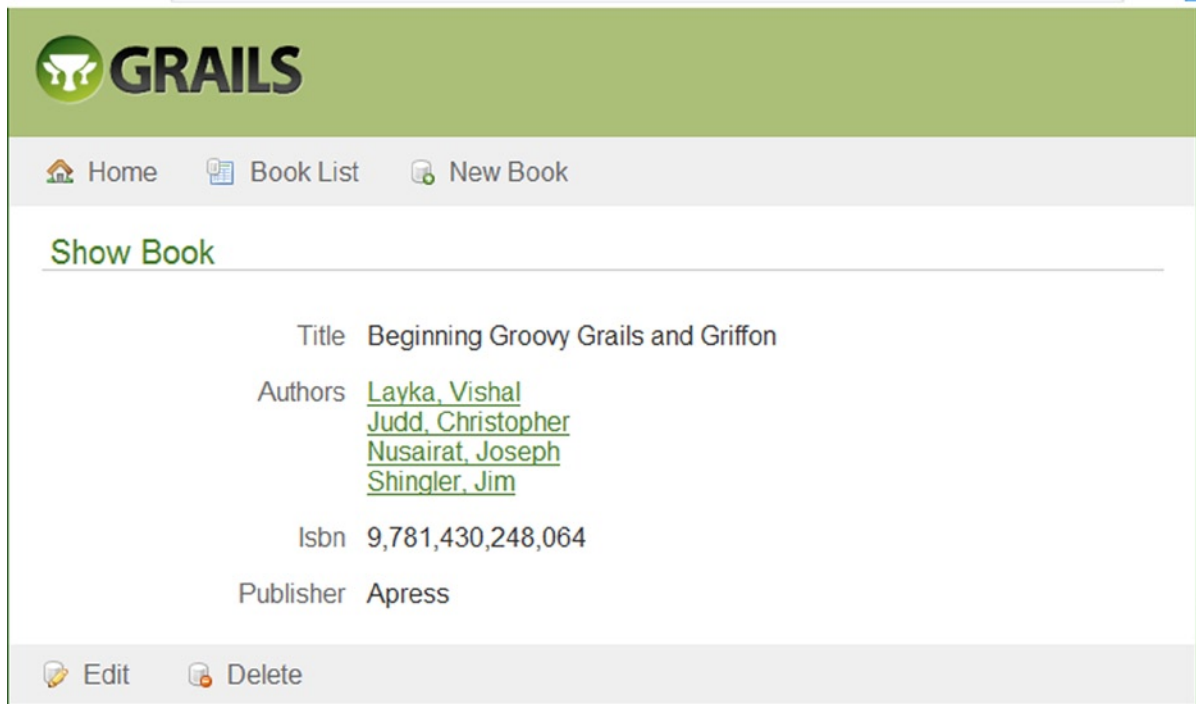 GRAILS
Home Book List New Book
Show Book
Title Beginning Groovy Grails and Griffon
Authors Layka, Vishal
Judd, Christopher
Nusairat, Joseph
Shingler, Jim
Isbn 9,781,430,248,064
Publisher Apress
Edit Delete